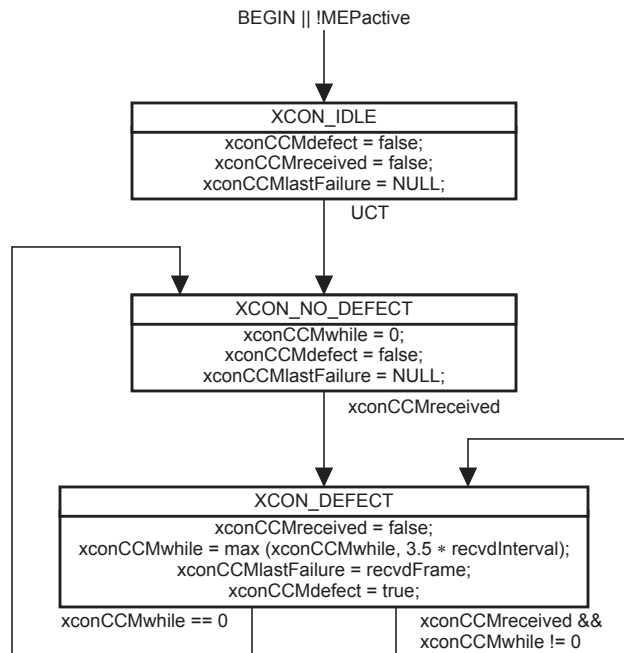 BEGIN || !MEPactive
XCON_IDLE
xconCCMdefect = false;
xconCCMreceived = false;
xconCCMlastFailure = NULL;
UCT
XCON_NO_DEFECT
xconCCMwhile = 0;
xconCCMdefect = false;
xconCCMlastFailure = NULL;
xconCCMreceived
XCON_DEFECT
xconCCMreceived = false;
xconCCMwhile = max (xconCCMwhile, 3.5 ∗ recvdInterval);
xconCCMlastFailure = recvdFrame;
xconCCMdefect = true;
xconCCMwhile == 0
xconCCMreceived &&
xconCCMwhile != 0